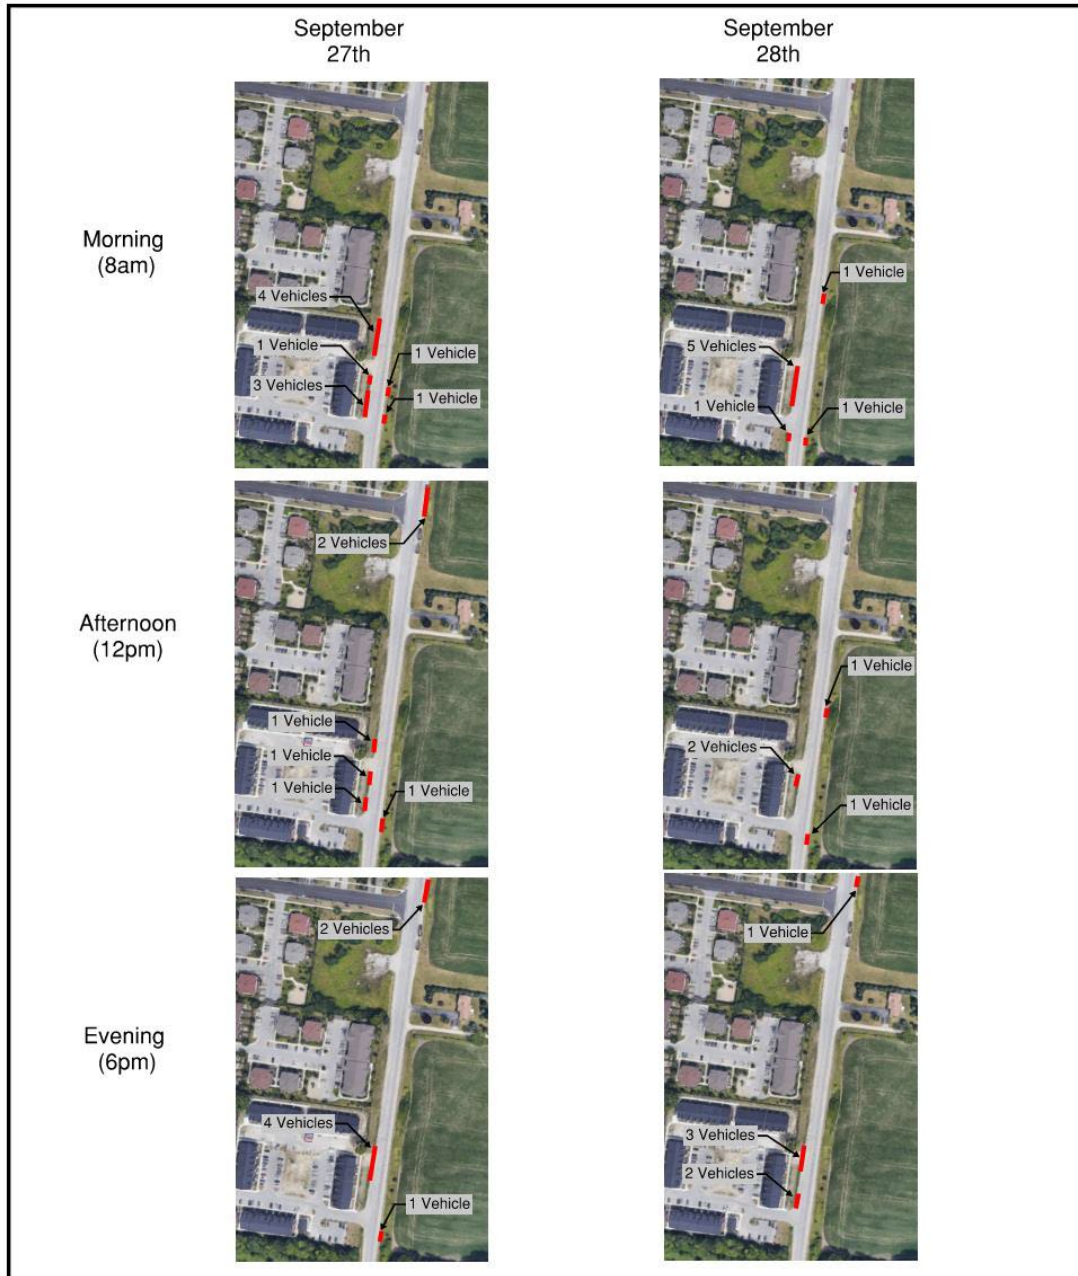 September
27th
September
28th
Morning
(8am)
4 Vehicles
1 Vehicle
3 Vehicles
1 Vehicle
1 Vehicle
1 Vehicle
5 Vehicles
1 Vehicle
1 Vehicle
Afternoon
(12pm)
2 Vehicles
1 Vehicle
1 Vehicle
1 Vehicle
1 Vehicle
1 Vehicle
2 Vehicles
1 Vehicle
Evening
(6pm)
2 Vehicles
4 Vehicles
1 Vehicle
1 Vehicle
3 Vehicles
2 Vehicles